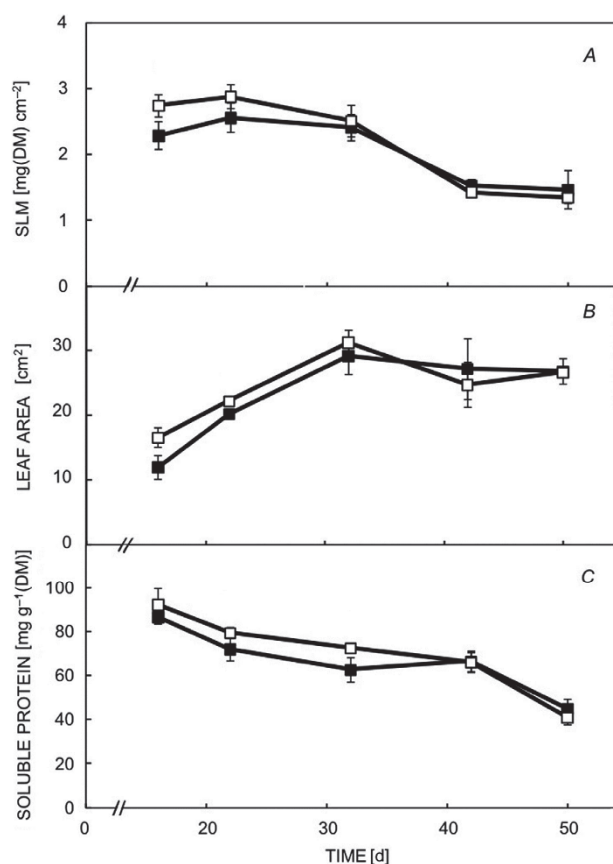 4
A
3
2
1
0
SLM [mg(DM) cm⁻²]
B
30
20
10
0
LEAF AREA [cm²]
C
100
80
60
40
20
0
SOLUBLE PROTEIN [mg g⁻¹(DM)]
0 20 30 40 50
TIME [d]